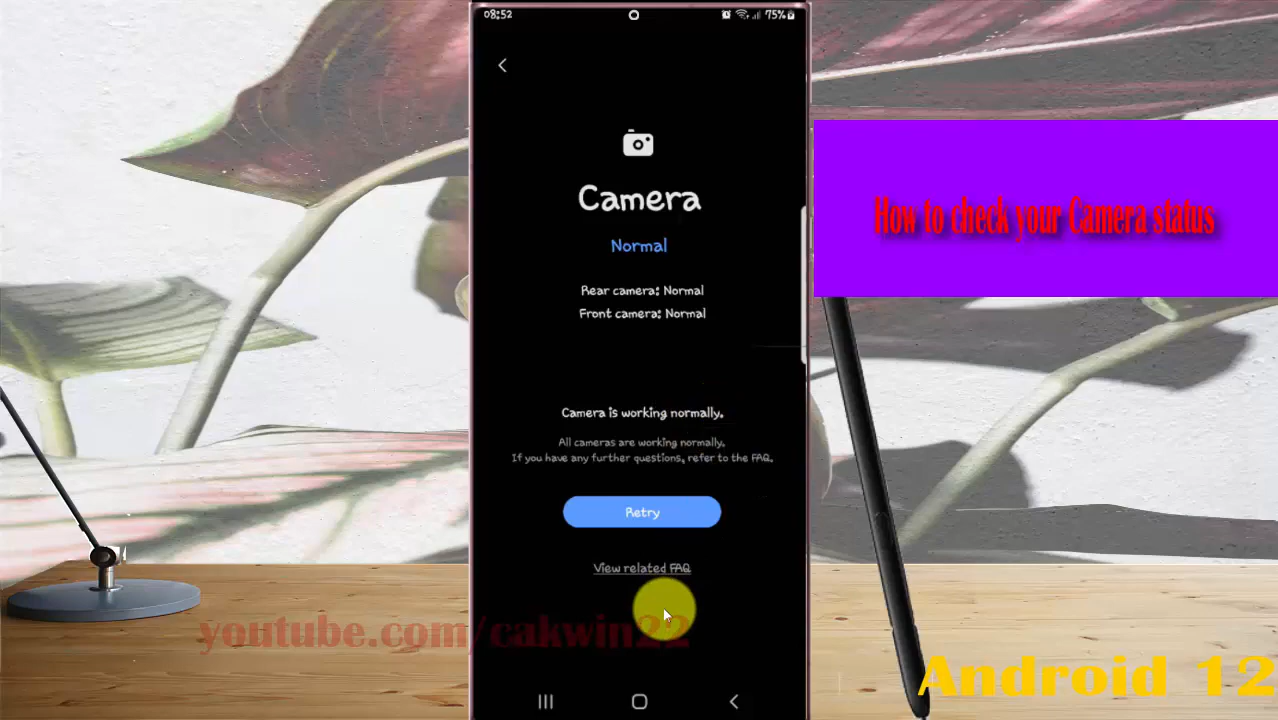 08:52
75%
Camera
Normal
Rear camera: Normal
Front camera: Normal
Camera is working normally.
All cameras are working normally.
If you have any further questions, refer to the FAQ.
Retry
View related FAQ
How to check your Camera status
youtube.com/cakwin22
Android 12